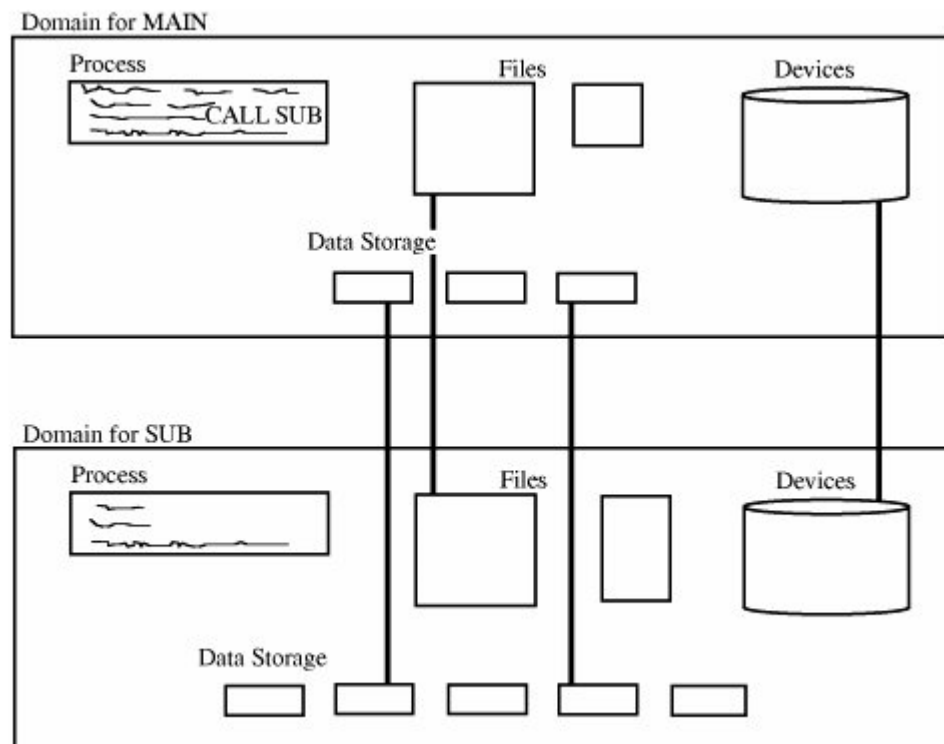 Domain for MAIN
Process
Files
Devices
CALL SUB
Data Storage
Domain for SUB
Process
Files
Devices
Data Storage